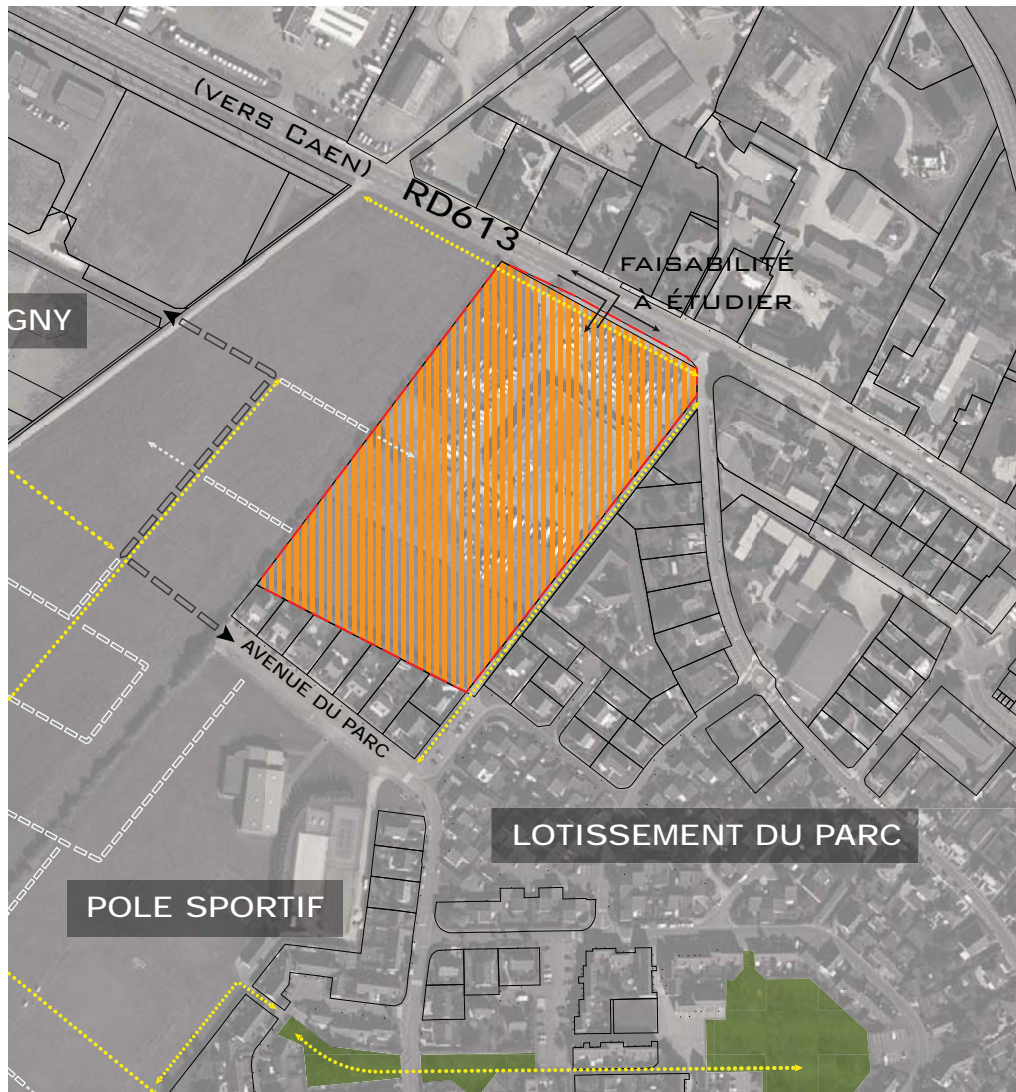 (VERS CAEN)
RD613
FAISABILITÉ
À ÉTUDIER
GNY
AVENUE DU PARC
LOTISSEMENT DU PARC
POLE SPORTIF